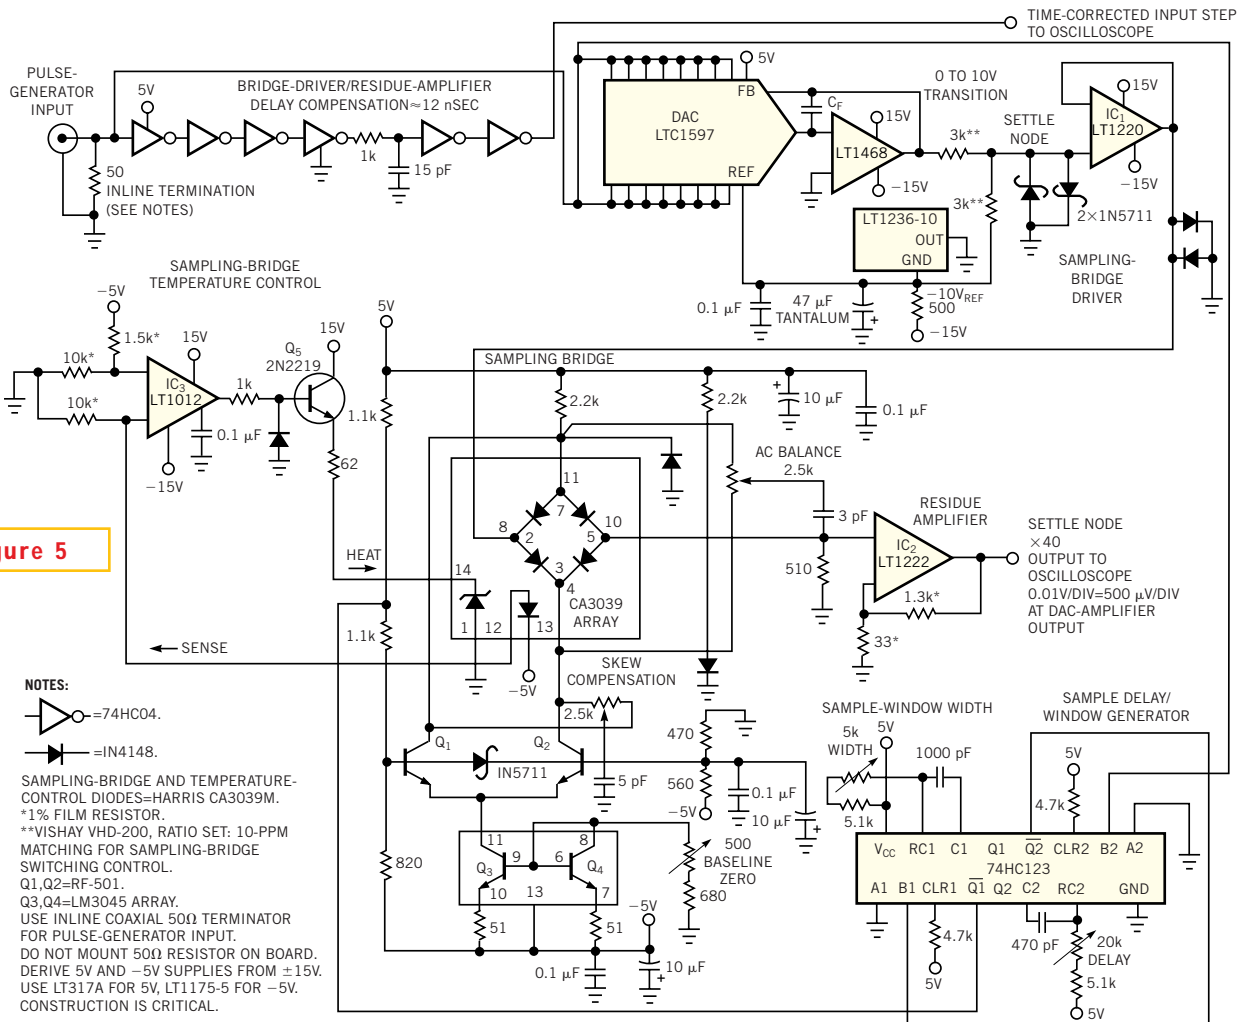 TIME-CORRECTED INPUT STEP
TO OSCILLOSCOPE
PULSE-
GENERATOR
INPUT
5V
BRIDGE-DRIVER/RESIDUE-AMPLIFIER
DELAY COMPENSATION≈12 nSEC
1k
15 pF
50
INLINE TERMINATION
(SEE NOTES)
5V
FB
DAC
LTC1597
REF
CF
15V
LT1468
−15V
0 TO 10V
TRANSITION
3k**
SETTLE
NODE
3k**
IC1
LT1220
15V
−15V
2×1N5711
LT1236-10
OUT
GND
SAMPLING-
BRIDGE
DRIVER
0.1 µF
47 µF
TANTALUM
+
−10VREF
500
−15V
SAMPLING-BRIDGE
TEMPERATURE CONTROL
−5V
1.5k*
10k*
10k*
15V
IC3
LT1012
−15V
0.1 µF
1k
Q5
2N2219
15V
62
5V
1.1k
SAMPLING BRIDGE
2.2k
2.2k
+
10 µF
0.1 µF
AC BALANCE
2.5k
11
7
8
2
5
10
3
4
CA3039
ARRAY
14
1
12
13
HEAT
SENSE
−5V
1.1k
3 pF
510
RESIDUE
AMPLIFIER
IC2
LT1222
1.3k*
33*
SETTLE NODE
×40
OUTPUT TO
OSCILLOSCOPE
0.01V/DIV=500 µV/DIV
AT DAC-AMPLIFIER
OUTPUT
gure 5
SKEW
COMPENSATION
2.5k
5 pF
Q1
Q2
IN5711
470
560
−5V
0.1 µF
10 µF
+
820
11
Q3
9
10
6
8
Q4
7
13
51
51
500
BASELINE
ZERO
680
−5V
0.1 µF
10 µF
+
NOTES:
=74HC04.
=IN4148.
SAMPLING-BRIDGE AND TEMPERATURE-
CONTROL DIODES=HARRIS CA3039M.
*1% FILM RESISTOR.
**VISHAY VHD-200, RATIO SET: 10-PPM
MATCHING FOR SAMPLING-BRIDGE
SWITCHING CONTROL.
Q1,Q2=RF-501.
Q3,Q4=LM3045 ARRAY.
USE INLINE COAXIAL 50Ω TERMINATOR
FOR PULSE-GENERATOR INPUT.
DO NOT MOUNT 50Ω RESISTOR ON BOARD.
DERIVE 5V AND −5V SUPPLIES FROM ±15V.
USE LT317A FOR 5V, LT1175-5 FOR −5V.
CONSTRUCTION IS CRITICAL.
SAMPLE-WINDOW WIDTH
5k
WIDTH
5V
5.1k
1000 pF
SAMPLE DELAY/
WINDOW GENERATOR
5V
4.7k
VCC RC1 C1 Q1 Q2 CLR2 B2 A2
74HC123
A1 B1 CLR1 Q1 Q2 C2 RC2 GND
4.7k
5V
470 pF
20k
DELAY
5.1k
5V